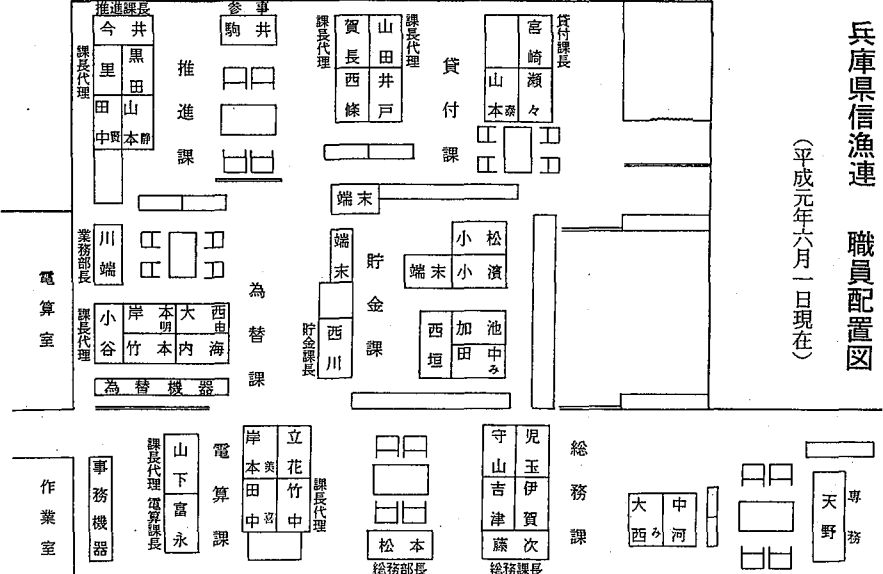 兵庫県信漁連 職員配置図
（平成元年六月一日現在）
貸付課長
宮崎
瀬々
山本泰
貸付課
課長代理
山田
井戸
賀長
西條
課長代理
参事
駒井
推進課
推進課長
今井
黒田
里
山本静
田中賢
課長代理
端末
小松
小濱
端末
加池
田中み
西垣
貯金課
端末
西川
貯金課長
為替課
業務部長
川端
課長代理
小谷
岸本明
大西由
竹本
内海
為替機器
電算室
専務
天野
中河
大西み
総務課
児玉
守山
伊賀
吉津
藤次
総務課長
松本
総務部長
課長代理
立花
岸本美
竹中
田中宮
電算課
山下
富永
課長代理
電算課長
事務機器
作業室